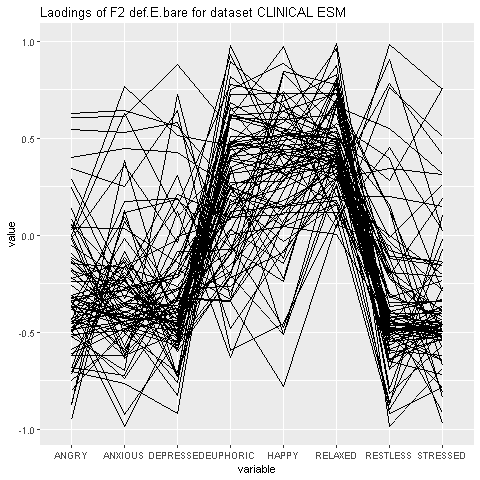 Laodings of F2 def.E.bare for dataset CLINICAL ESM
1.0
0.5
0.0
-0.5
-1.0
value
ANGRY ANXIOUS DEPRESSEDEUPHORIC HAPPY RELAXED RESTLESS STRESSED
variable